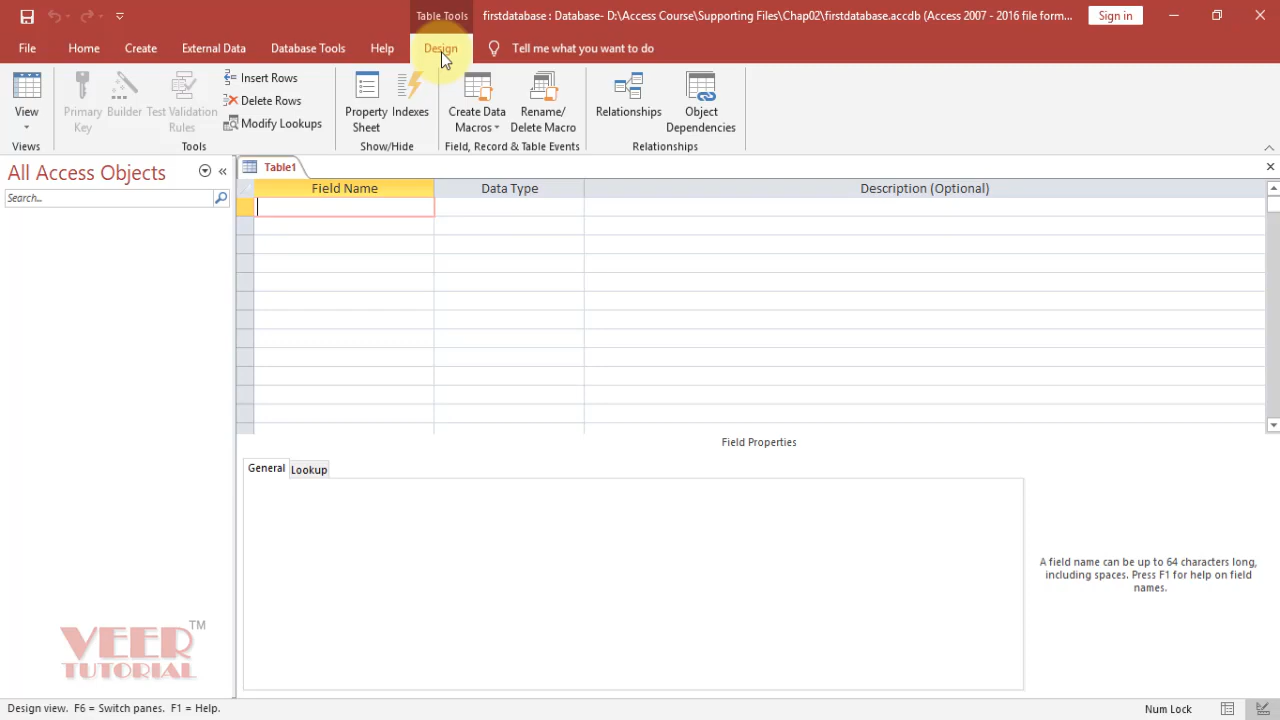 Table Tools
firstdatabase : Database- D:\Access Course\Supporting Files\Chap02\firstdatabase.accdb (Access 2007 - 2016 file form...
Sign in
File
Home
Create
External Data
Database Tools
Help
Design
Tell me what you want to do
View
Primary
Key
Builder
Test Validation
Rules
Insert Rows
Delete Rows
Modify Lookups
Property
Sheet
Indexes
Create Data
Macros
Rename/
Delete Macro
Relationships
Object
Dependencies
Views
Tools
Show/Hide
Field, Record & Table Events
Relationships
All Access Objects
Search...
Table1
Field Name
Data Type
Description (Optional)
Field Properties
General
Lookup
A field name can be up to 64 characters long,
including spaces. Press F1 for help on field
names.
VEER TM
TUTORIAL
Design view. F6 = Switch panes. F1 = Help.
Num Lock